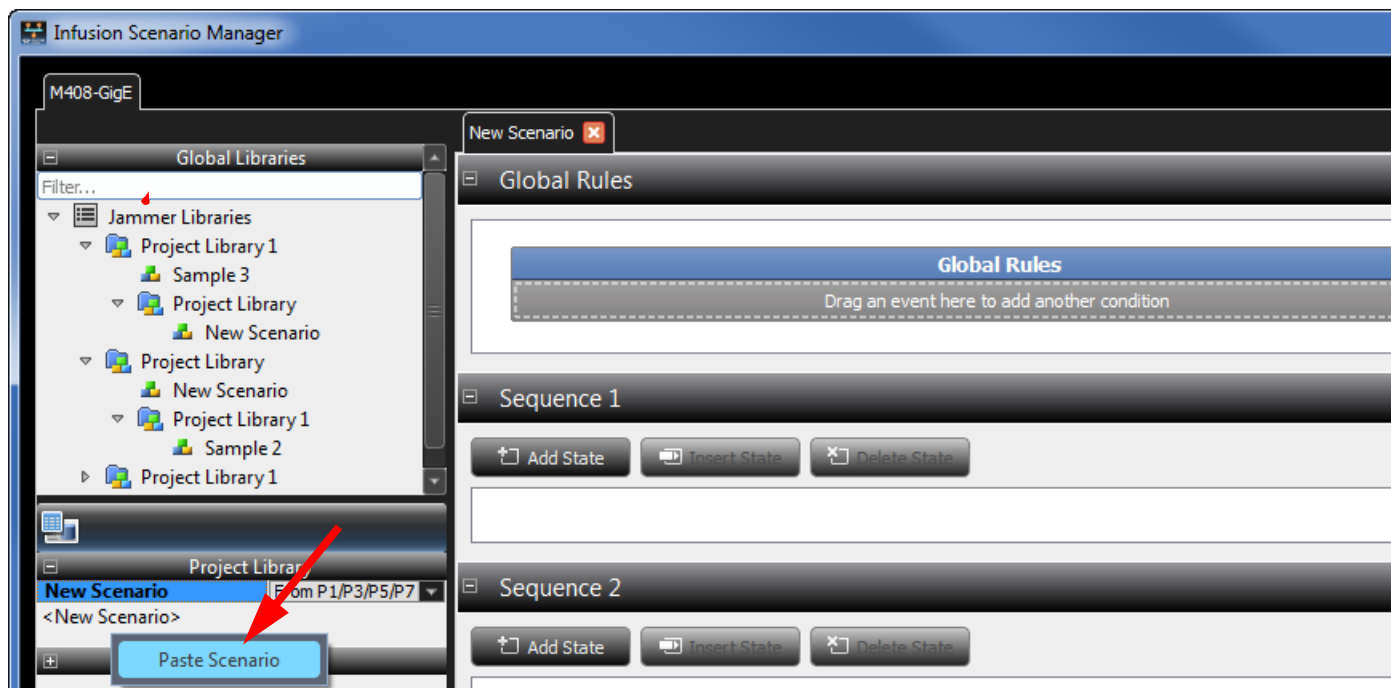 Infusion Scenario Manager
M408-GigE
Global Libraries
Filter...
Jammer Libraries
Project Library 1
Sample 3
Project Library
New Scenario
Project Library
New Scenario
Project Library 1
Sample 2
Project Library 1
Project Library
New Scenario From P1/P3/P5/P7
<New Scenario>
Paste Scenario
New Scenario
Global Rules
Global Rules
Drag an event here to add another condition
Sequence 1
Add State Insert State Delete State
Sequence 2
Add State Insert State Delete State